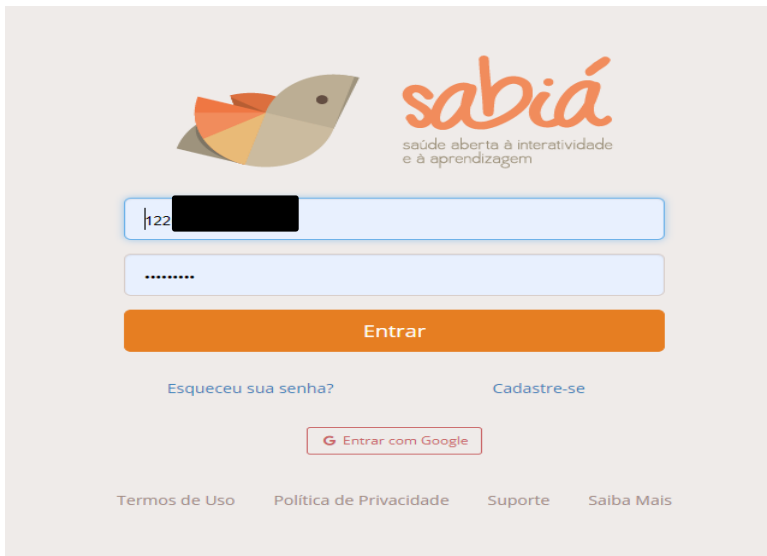 sabiá
saúde aberta à interatividade
e à aprendizagem
122
•••••••••
Entrar
Esqueceu sua senha? Cadastre-se
G Entrar com Google
Termos de Uso Política de Privacidade Suporte Saiba Mais